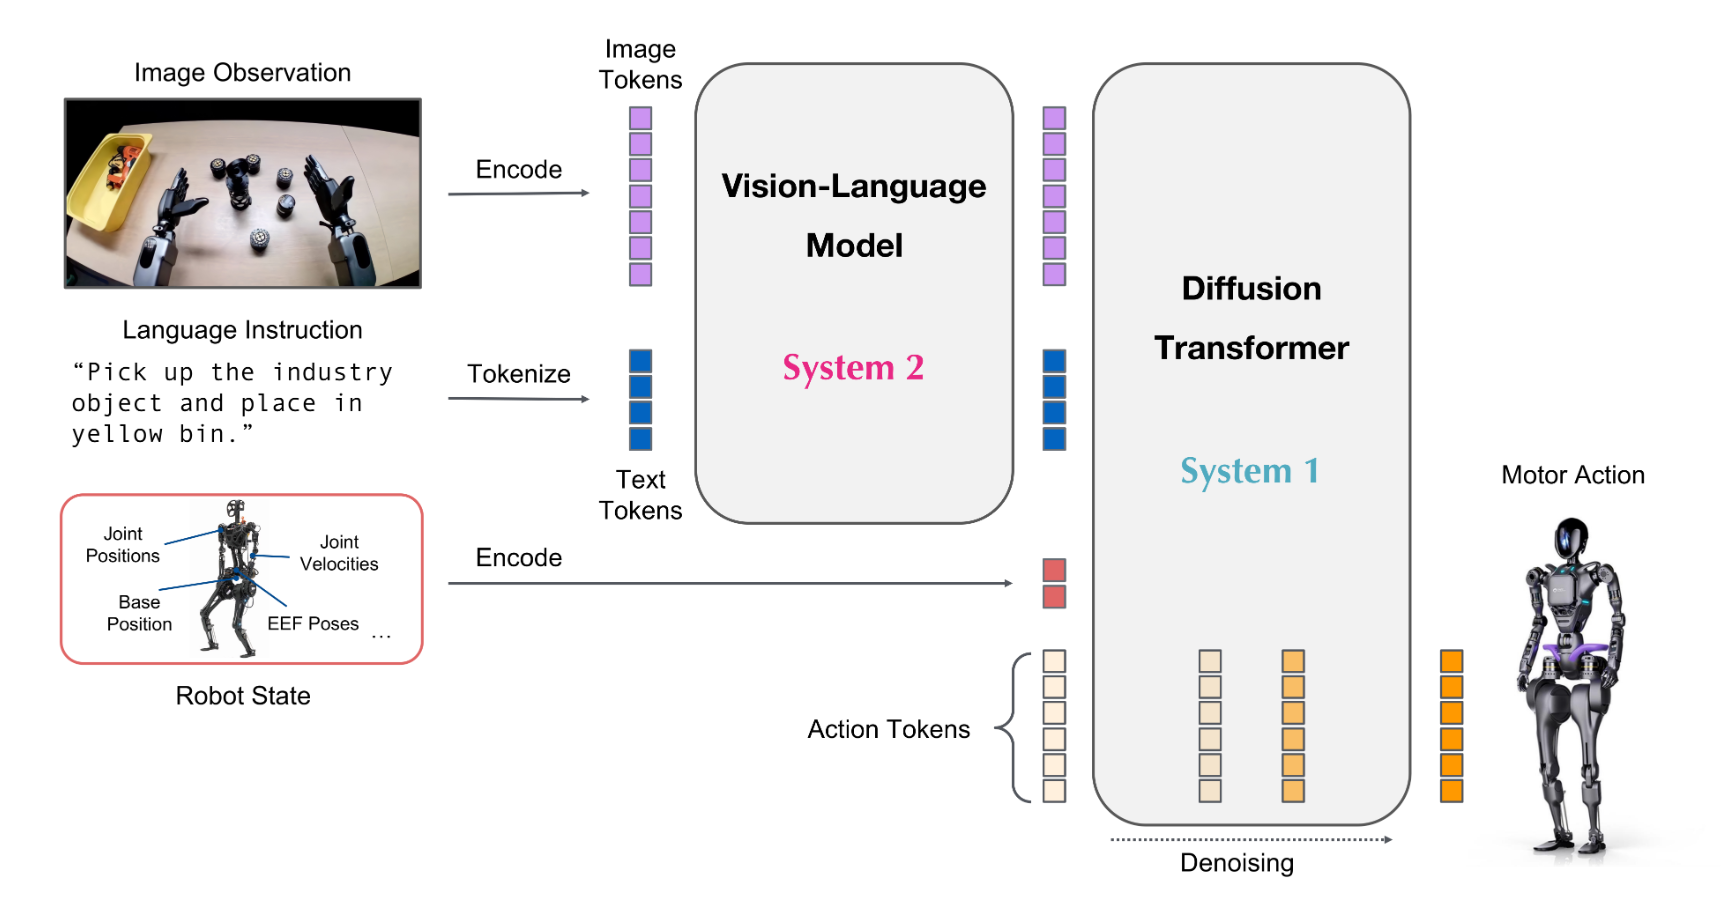 Image Observation
Encode
Image
Tokens
Language Instruction
“Pick up the industry
object and place in
yellow bin.”
Tokenize
Text
Tokens
Joint
Positions
Joint
Velocities
Base
Position
EEF Poses
...
Robot State
Encode
Action Tokens
Vision-Language
Model
System 2
Diffusion
Transformer
System 1
Denoising
Motor Action